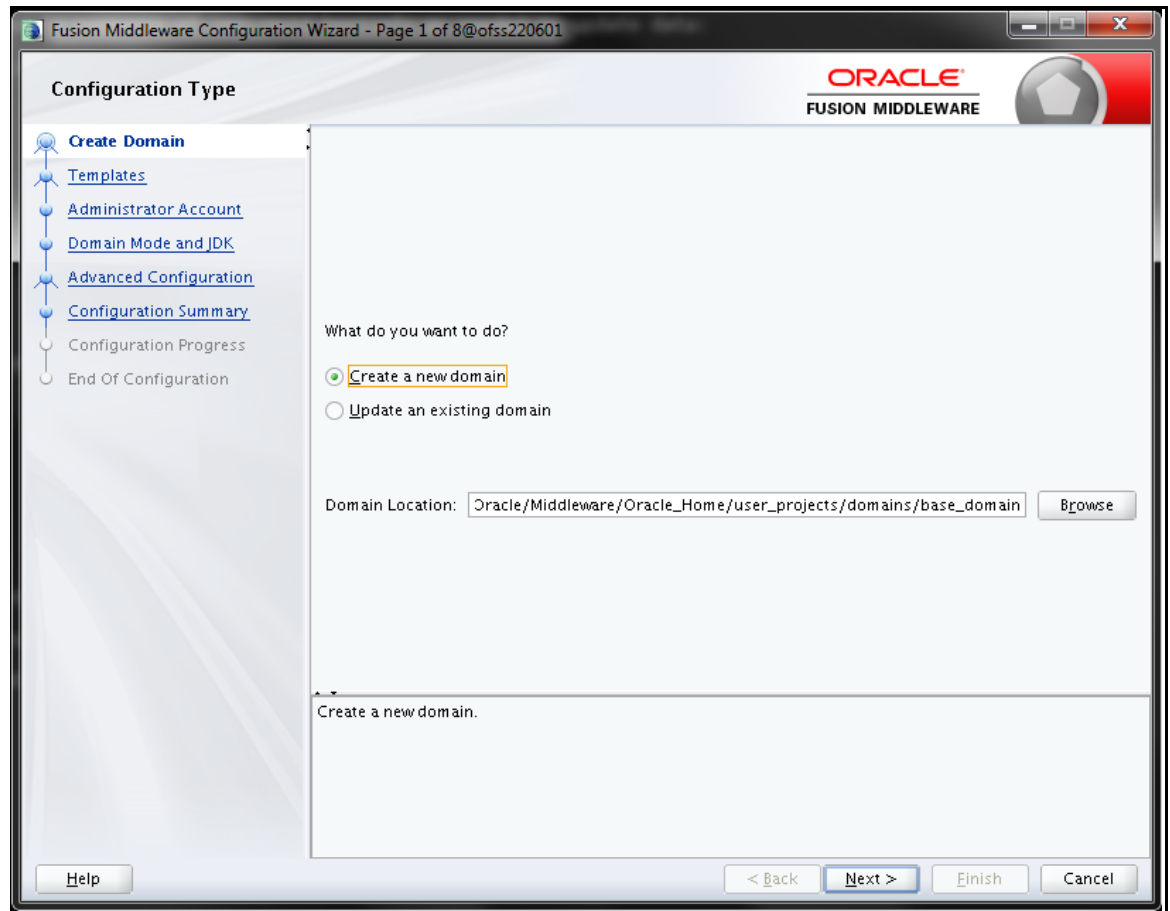 Fusion Middleware Configuration Wizard - Page 1 of 8@ofss220601
Configuration Type
ORACLE
FUSION MIDDLEWARE
Create Domain
Templates
Administrator Account
Domain Mode and JDK
Advanced Configuration
Configuration Summary
Configuration Progress
End Of Configuration
What do you want to do?
Create a new domain
Update an existing domain
Domain Location: Oracle/Middleware/Oracle_Home/user_projects/domains/base_domain Browse
Create a new domain.
Help < Back Next > Finish Cancel